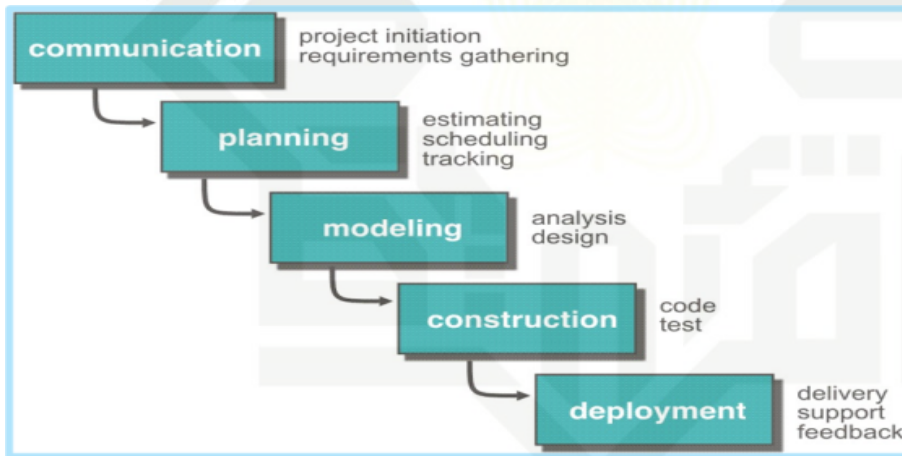 communication
project initiation
requirements gathering
planning
estimating
scheduling
tracking
modeling
analysis
design
construction
code
test
deployment
delivery
support
feedback